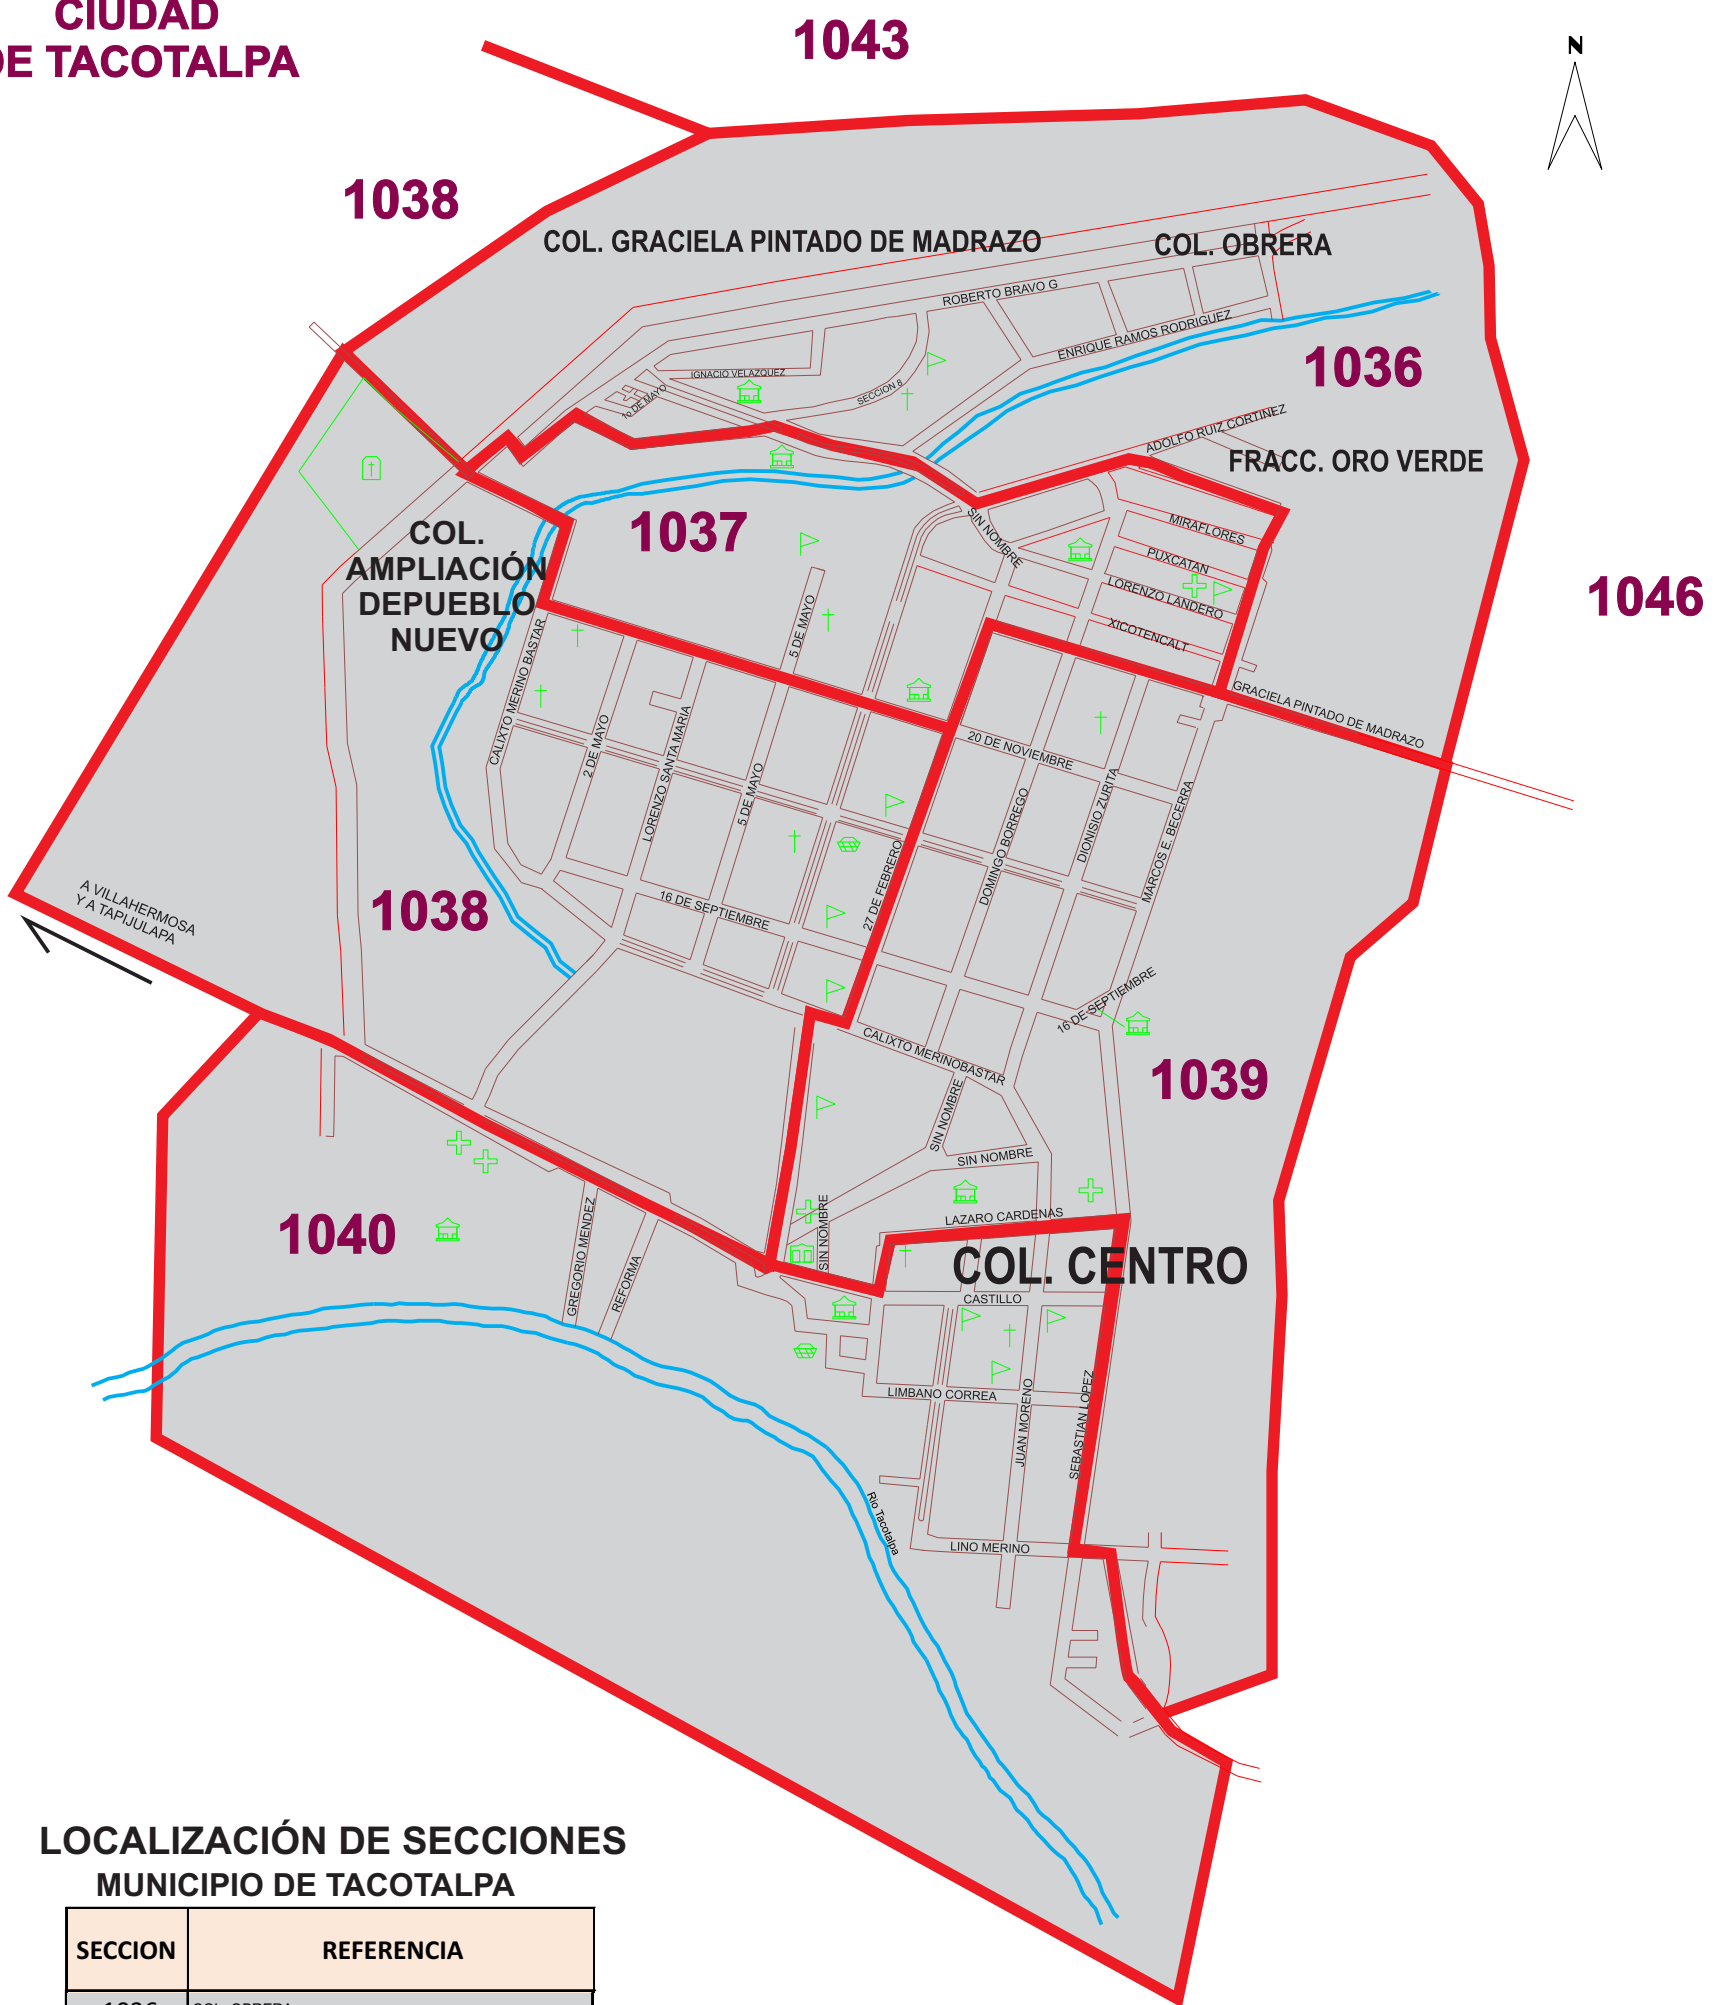 CIUDAD
DE TACOTALPA
1043
N
1038
COL. GRACIELA PINTADO DE MADRAZO
COL. OBRERA
ROBERTO BRAVO G
ENRIQUE RAMOS RODRIGUEZ
1036
IGNACIO VELAZQUEZ
1o DE MAYO
SECCION 8
ADOLFO RUIZ CORTINEZ
FRACC. ORO VERDE
COL.
AMPLIACIÓN
DEPUEBLO
NUEVO
1037
SIN NOMBRE
MIRAFLORES
PUXCATAN
LORENZO LANDERO
XICOTENCALT
1046
5 DE MAYO
CALIXTO MERINO BASTAR
GRACIELA PINTADO DE MADRAZO
2 DE MAYO
LORENZO SANTA MARIA
5 DE MAYO
20 DE NOVIEMBRE
DOMINGO BORREGO
DIONISIO ZURITA
MARCOS E. BECERRA
27 DE FEBRERO
16 DE SEPTIEMBRE
1038
A VILLAHERMOSA
Y A TAPIJULAPA
16 DE SEPTIEMBRE
CALIXTO MERINOBASTAR
1039
SIN NOMBRE
SIN NOMBRE
SIN NOMBRE
LAZARO CARDENAS
1040
GREGORIO MENDEZ
REFORMA
COL. CENTRO
CASTILLO
LIMBANO CORREA
JUAN MORENO
SEBASTIAN LOPEZ
Rio Tacotalpa
LINO MERINO
LOCALIZACIÓN DE SECCIONES
MUNICIPIO DE TACOTALPA
SECCION REFERENCIA
1036 COL. OBRERA